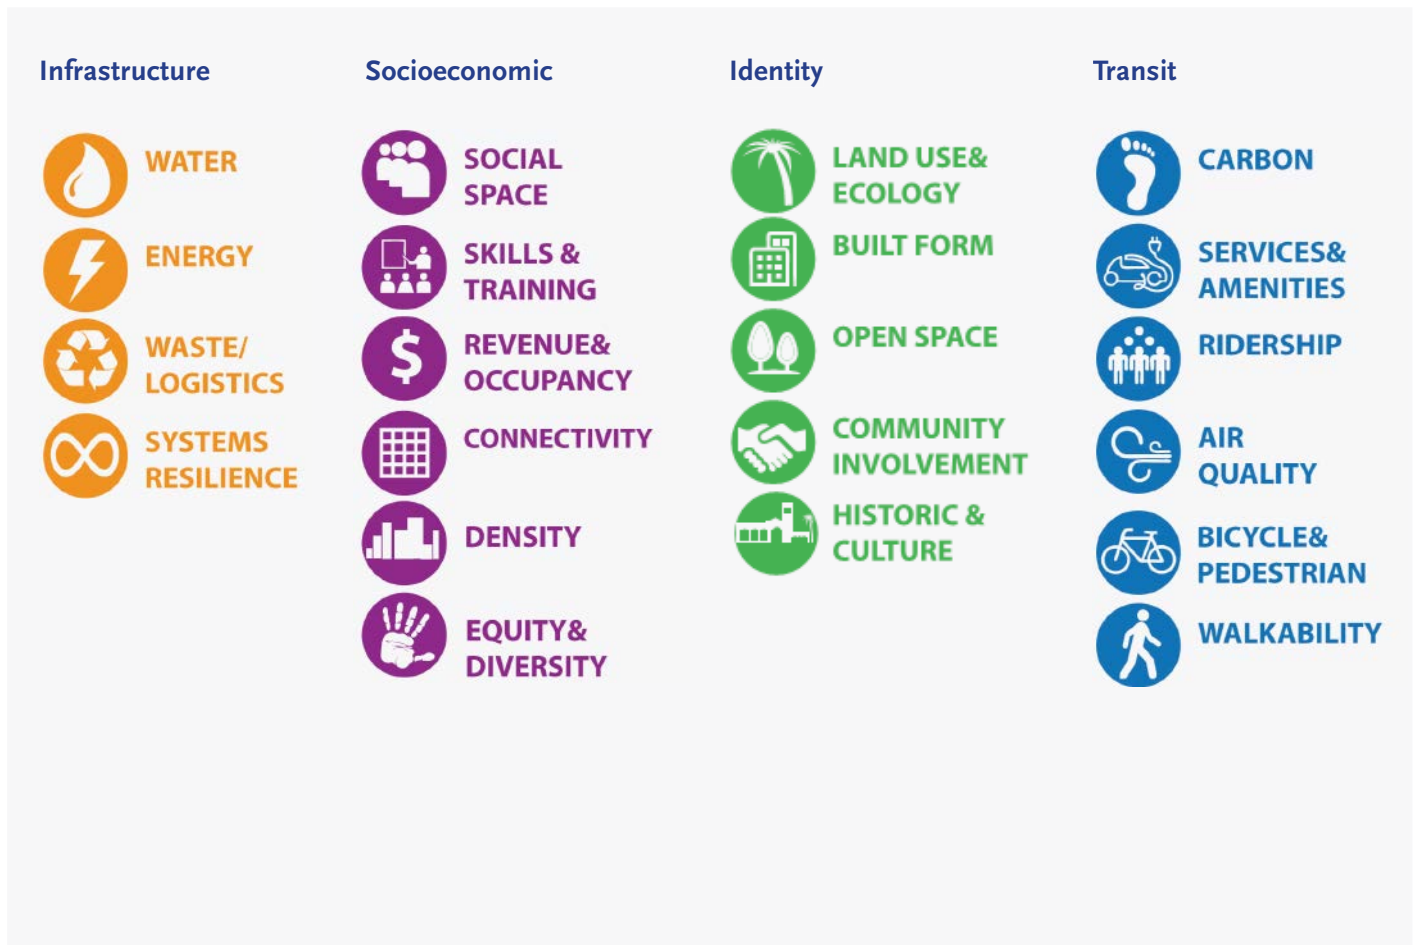 Infrastructure
WATER
ENERGY
WASTE/
LOGISTICS
SYSTEMS
RESILIENCE
Socioeconomic
SOCIAL
SPACE
SKILLS &
TRAINING
REVENUE&
OCCUPANCY
CONNECTIVITY
DENSITY
EQUITY&
DIVERSITY
Identity
LAND USE&
ECOLOGY
BUILT FORM
OPEN SPACE
COMMUNITY
INVOLVEMENT
HISTORIC &
CULTURE
Transit
CARBON
SERVICES&
AMENITIES
RIDERSHIP
AIR
QUALITY
BICYCLE&
PEDESTRIAN
WALKABILITY